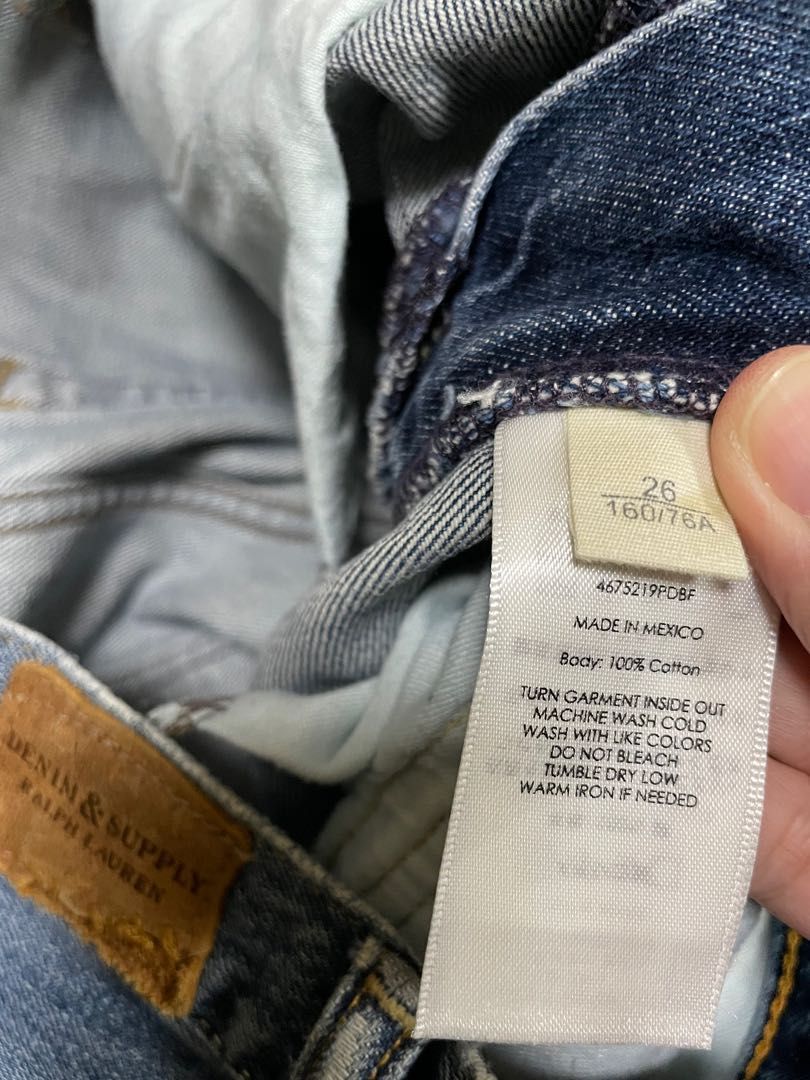 26
160/76A
4675219PDBF
MADE IN MEXICO
Body: 100% Cotton
TURN GARMENT INSIDE OUT
MACHINE WASH COLD
WASH WITH LIKE COLORS
DO NOT BLEACH
TUMBLE DRY LOW
WARM IRON IF NEEDED
DENIM & SUPPLY
RALPH LAUREN